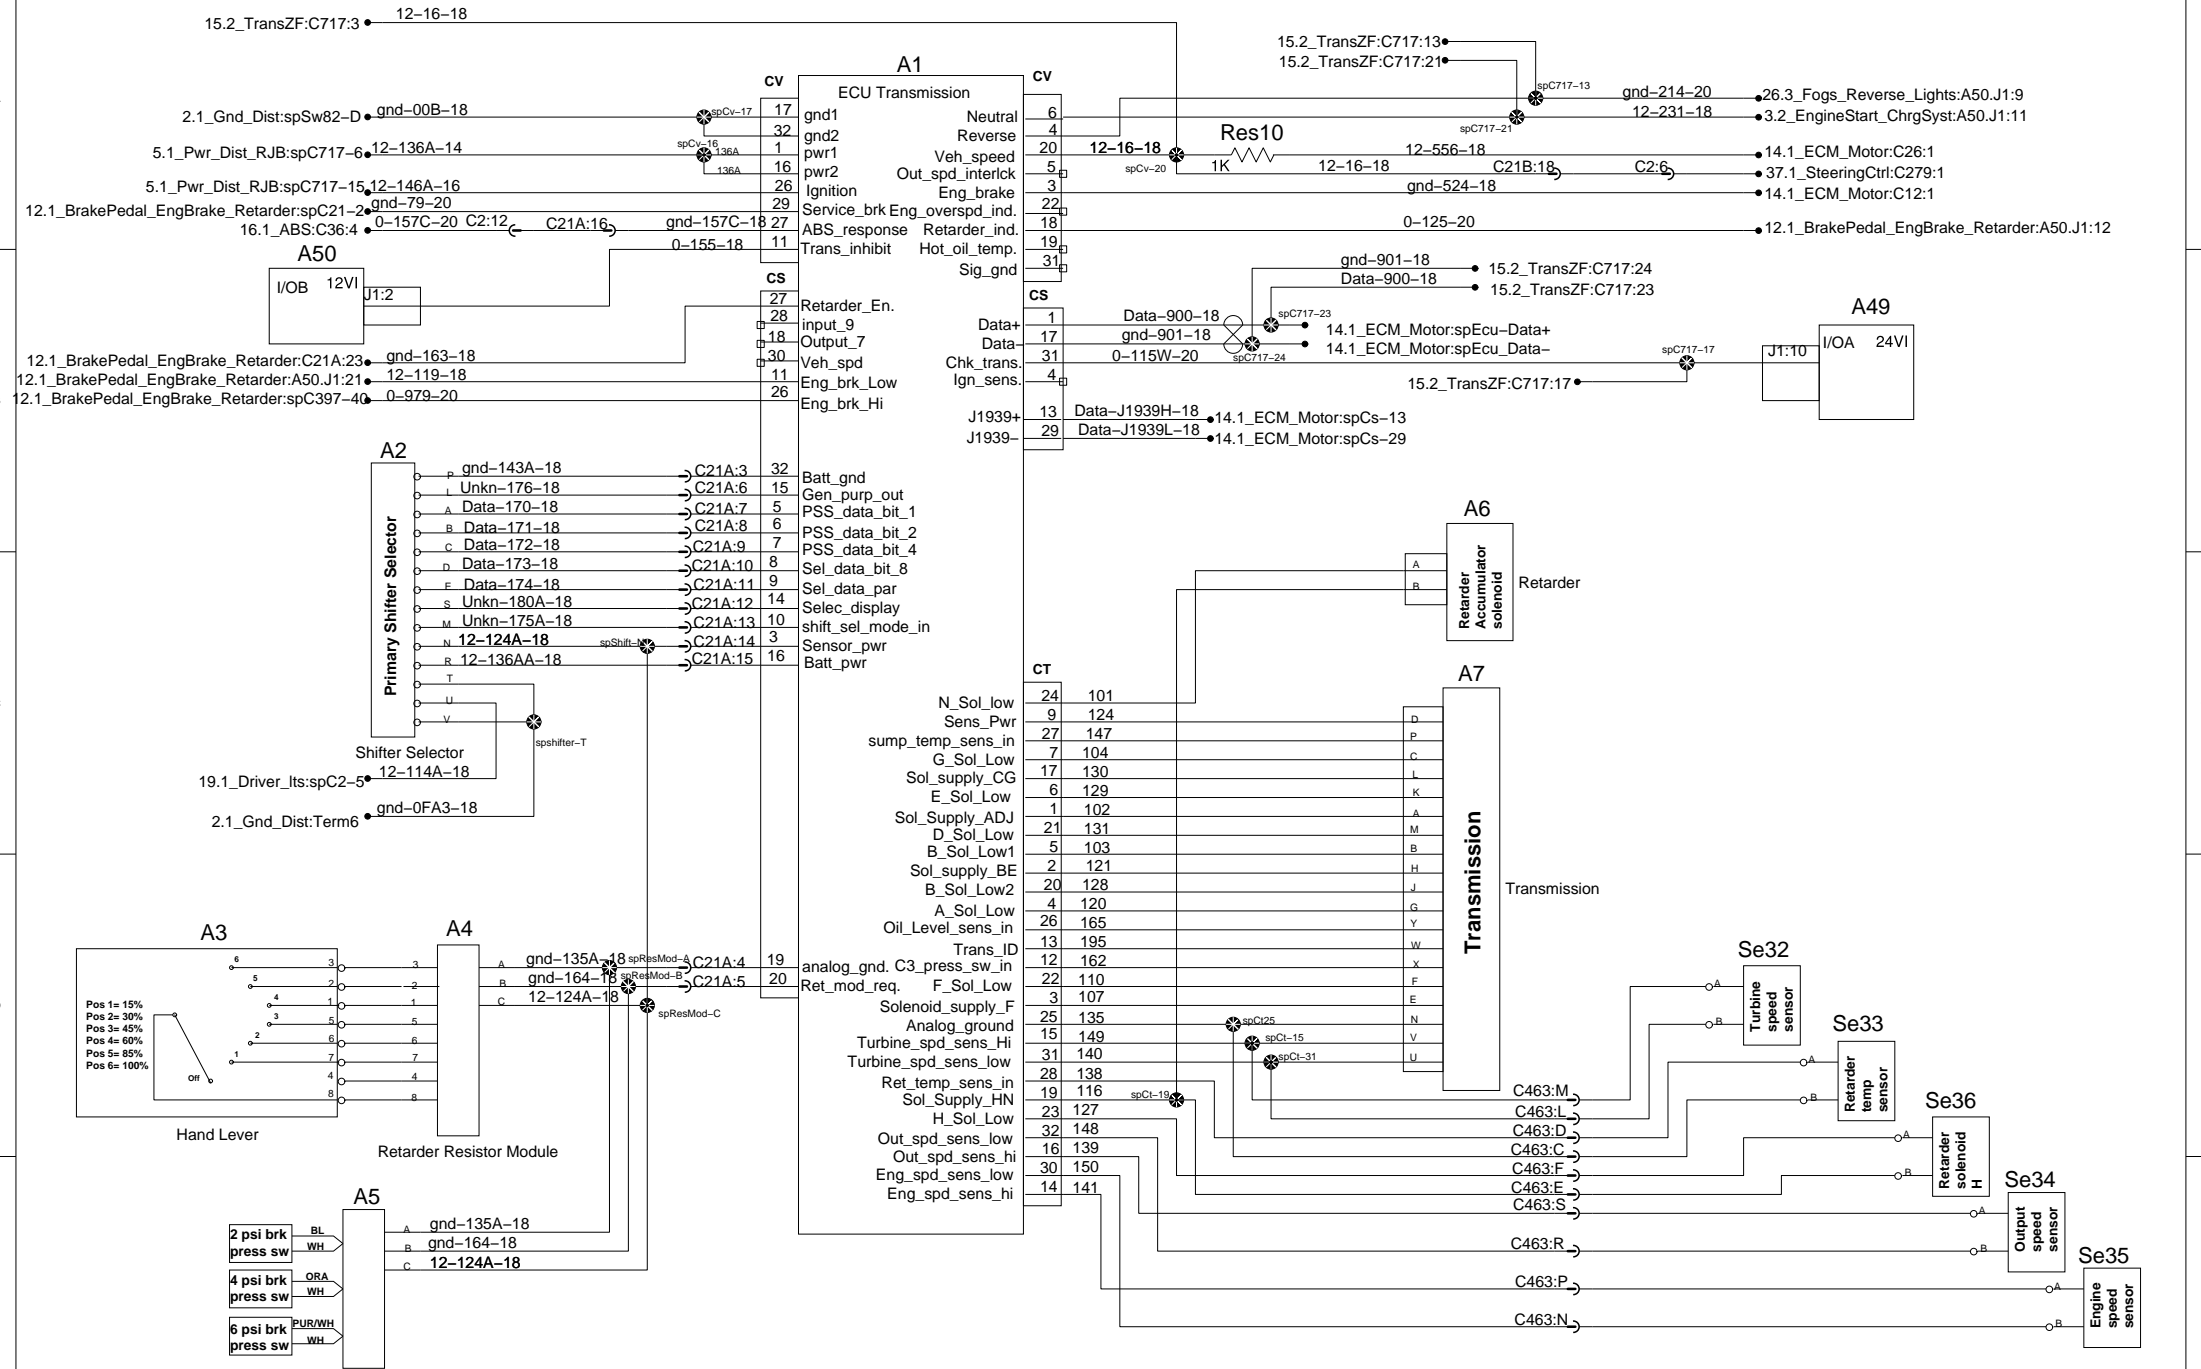 15.2_TransZF:C717:3 12-16-18
15.2_TransZF:C717:13
15.2_TransZF:C717:21
A1
CV
ECU Transmission
CV
spC717-13
gnd-214-20
26.3_Fogs_Reverse_Lights:A50.J1:9
2.1_Gnd_Dist:spSw82-D gnd-00B-18 spCv-17 17 gnd1
Neutral 6 spC717-21 12-231-18 3.2_EngineStart_ChrgSyst:A50.J1:11
32 gnd2
Reverse 4
Res10
5.1_Pwr_Dist_RJB:spC717-6 12-136A-14 spCv-16 136A 1 pwr1
Veh_speed 20 12-16-18 spCv-20 1K 12-556-18 14.1_ECM_Motor:C26:1
136A 16 pwr2
Out_spd_interlck 5 12-16-18 C21B:18 C2:6 37.1_SteeringCtrl:C279:1
5.1_Pwr_Dist_RJB:spC717-15 12-146A-16 26 Ignition
Eng_brake 3 gnd-524-18 14.1_ECM_Motor:C12:1
12.1_BrakePedal_EngBrake_Retarder:spC21-2 gnd-79-20 29 Service_brk
Eng_overspd_ind. 22
16.1_ABS:C36:4 0-157C-20 C2:12 C21A:16 gnd-157C-18 27 ABS_response
Retarder_ind. 18 0-125-20 12.1_BrakePedal_EngBrake_Retarder:A50.J1:12
0-155-18 11 Trans_inhibit
Hot_oil_temp. 19
Sig_gnd 31
A50
I/OB 12VI
J1:2
CS
27 Retarder_En.
28 input_9
18 Output_7
30 Veh_spd
12.1_BrakePedal_EngBrake_Retarder:C21A:23 gnd-163-18
12.1_BrakePedal_EngBrake_Retarder:A50.J1:21 12-119-18 11 Eng_brk_Low
12.1_BrakePedal_EngBrake_Retarder:spC397-40 0-979-20 26 Eng_brk_Hi
gnd-901-18 15.2_TransZF:C717:24
Data-900-18 15.2_TransZF:C717:23
CS
Data+ 1 Data-900-18 spC717-23 14.1_ECM_Motor:spEcu-Data+
Data- 17 gnd-901-18 spC717-24 14.1_ECM_Motor:spEcu_Data-
Chk_trans. 31 0-115W-20 spC717-17
Ign_sens. 4 15.2_TransZF:C717:17
J1939+ 13 Data-J1939H-18 14.1_ECM_Motor:spCs-13
J1939- 29 Data-J1939L-18 14.1_ECM_Motor:spCs-29
A49
J1:10 I/OA 24VI
A2
Primary Shifter Selector
P gnd-143A-18 C21A:3 32 Batt_gnd
L Unkn-176-18 C21A:6 15 Gen_purp_out
A Data-170-18 C21A:7 5 PSS_data_bit_1
B Data-171-18 C21A:8 6 PSS_data_bit_2
C Data-172-18 C21A:9 7 PSS_data_bit_4
D Data-173-18 C21A:10 8 Sel_data_bit_8
E Data-174-18 C21A:11 9 Sel_data_par
S Unkn-180A-18 C21A:12 14 Selec_display
M Unkn-175A-18 C21A:13 10 shift_sel_mode_in
N 12-124A-18 spShift-N C21A:14 3 Sensor_pwr
R 12-136AA-18 C21A:15 16 Batt_pwr
T
U
V
spshifter-T
Shifter Selector
19.1_Driver_lts:spC2-5 12-114A-18
2.1_Gnd_Dist:Term6 gnd-0FA3-18
A6
A
B
Retarder
Accumulator
solenoid
Retarder
CT
A7
Transmission
Transmission
N_Sol_low 24 101
Sens_Pwr 9 124 D
sump_temp_sens_in 27 147 P
G_Sol_Low 7 104 C
Sol_supply_CG 17 130 L
E_Sol_Low 6 129 K
Sol_Supply_ADJ 1 102 A
D_Sol_Low 21 131 M
B_Sol_Low1 5 103 B
Sol_supply_BE 2 121 H
B_Sol_Low2 20 128 J
A_Sol_Low 4 120 G
Oil_Level_sens_in 26 165 Y
Trans_ID 13 195 W
C3_press_sw_in 12 162 X
F_Sol_Low 22 110 F
Solenoid_supply_F 3 107 E
Analog_ground 25 135 spCt25 N
Turbine_spd_sens_Hi 15 149 spCt-15 V
Turbine_spd_sens_low 31 140 spCt-31 U
Ret_temp_sens_in 28 138
Sol_Supply_HN 19 116 spCt-19
H_Sol_Low 23 127
Out_spd_sens_low 32 148
Out_spd_sens_hi 16 139
Eng_spd_sens_low 30 150
Eng_spd_sens_hi 14 141
C463:M
C463:L
C463:D
C463:C
C463:F
C463:E
C463:S
C463:R
C463:P
C463:N
Se32
A
B
Turbine
speed
sensor
Se33
A
B
Retarder
temp
sensor
Se36
A
B
Retarder
solenoid
H
Se34
A
B
Output
speed
sensor
Se35
A
B
Engine
speed
sensor
A3
6
5
4
3
2
1
Off
Pos 1= 15%
Pos 2= 30%
Pos 3= 45%
Pos 4= 60%
Pos 5= 85%
Pos 6= 100%
3 3
2 2
1 1
5 5
6 6
7 7
4 4
8 8
Hand Lever
A4
Retarder Resistor Module
A gnd-135A-18 spResMod-A C21A:4 19 analog_gnd.
B gnd-164-18 spResMod-B C21A:5 20 Ret_mod_req.
C 12-124A-18 spResMod-C
A5
A gnd-135A-18
B gnd-164-18
C 12-124A-18
2 psi brk
press sw
BL
WH
4 psi brk
press sw
ORA
WH
6 psi brk
press sw
PUR/WH
WH